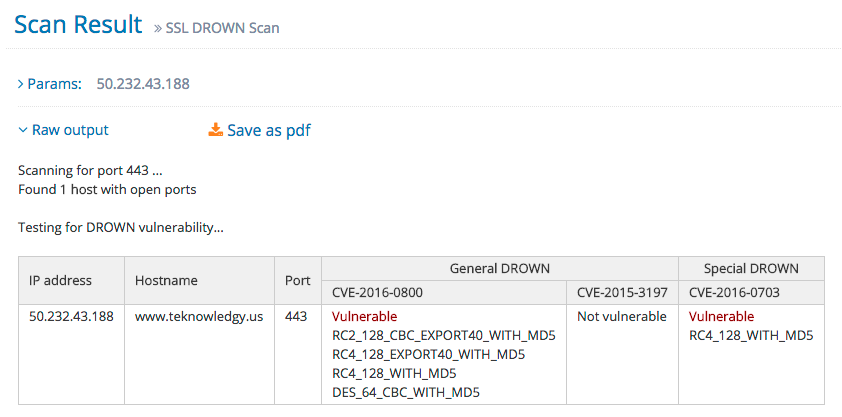 Scan Result » SSL DROWN Scan
Params: 50.232.43.188
Raw output Save as pdf
Scanning for port 443 ...
Found 1 host with open ports
Testing for DROWN vulnerability...
IP address Hostname Port General DROWN Special DROWN
CVE-2016-0800 CVE-2015-3197 CVE-2016-0703
50.232.43.188 www.teknowledgy.us 443 Vulnerable Not vulnerable Vulnerable
RC2_128_CBC_EXPORT40_WITH_MD5 RC4_128_WITH_MD5
RC4_128_EXPORT40_WITH_MD5
RC4_128_WITH_MD5
DES_64_CBC_WITH_MD5